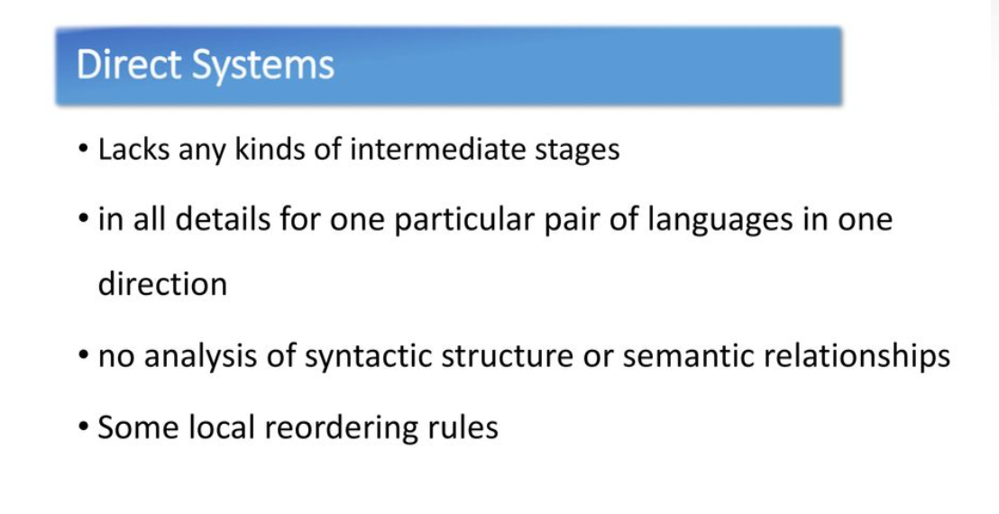 Direct Systems
• Lacks any kinds of intermediate stages
• in all details for one particular pair of languages in one
direction
• no analysis of syntactic structure or semantic relationships
• Some local reordering rules